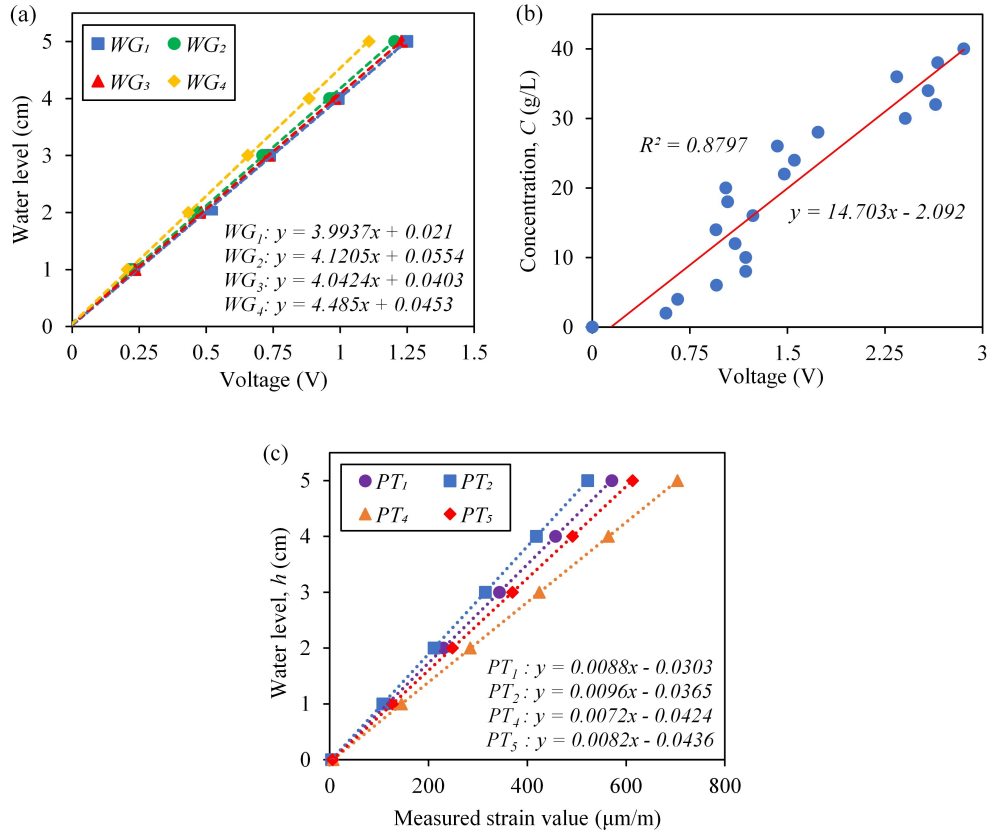 (a)
WG₁ WG₂
WG₃ WG₄
Water level (cm)
5
4
3
2
1
0
WG₁: y = 3.9937x + 0.021
WG₂: y = 4.1205x + 0.0554
WG₃: y = 4.0424x + 0.0403
WG₄: y = 4.485x + 0.0453
0 0.25 0.5 0.75 1 1.25 1.5
Voltage (V)
(b)
Concentration, C (g/L)
40
30
20
10
0
R² = 0.8797
y = 14.703x - 2.092
0 0.75 1.5 2.25 3
Voltage (V)
(c)
PT₁ PT₂
PT₄ PT₅
Water level, h (cm)
5
4
3
2
1
0
PT₁ : y = 0.0088x - 0.0303
PT₂ : y = 0.0096x - 0.0365
PT₄ : y = 0.0072x - 0.0424
PT₅ : y = 0.0082x - 0.0436
0 200 400 600 800
Measured strain value (μm/m)